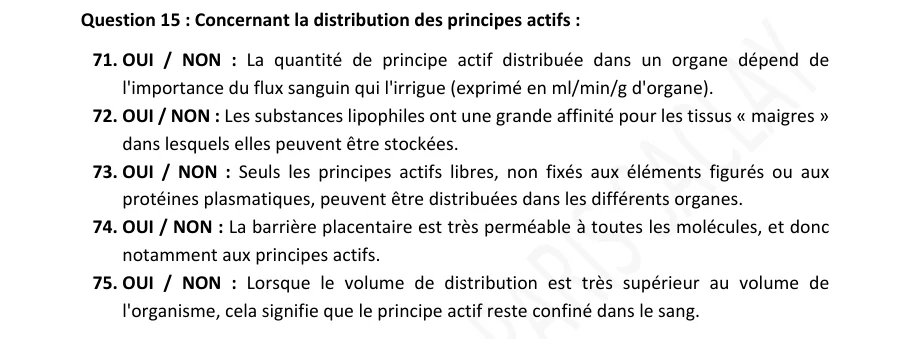 Question 15 : Concernant la distribution des principes actifs :
71. OUI / NON : La quantité de principe actif distribuée dans un organe dépend de
l'importance du flux sanguin qui l'irrigue (exprimé en ml/min/g d'organe).
72. OUI / NON : Les substances lipophiles ont une grande affinité pour les tissus « maigres »
dans lesquels elles peuvent être stockées.
73. OUI / NON : Seuls les principes actifs libres, non fixés aux éléments figurés ou aux
protéines plasmatiques, peuvent être distribuées dans les différents organes.
74. OUI / NON : La barrière placentaire est très perméable à toutes les molécules, et donc
notamment aux principes actifs.
75. OUI / NON : Lorsque le volume de distribution est très supérieur au volume de
l'organisme, cela signifie que le principe actif reste confiné dans le sang.
PARIS SACLAY